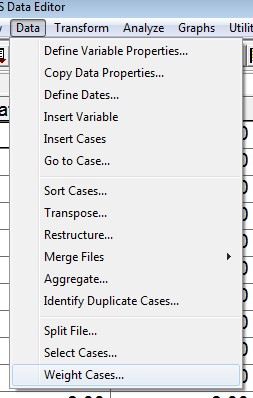 S Data Editor
Data Transform Analyze Graphs Utilit
Define Variable Properties...
Copy Data Properties...
Define Dates...
Insert Variable
Insert Cases
Go to Case...
Sort Cases...
Transpose...
Restructure...
Merge Files
Aggregate...
Identify Duplicate Cases...
Split File...
Select Cases...
Weight Cases...